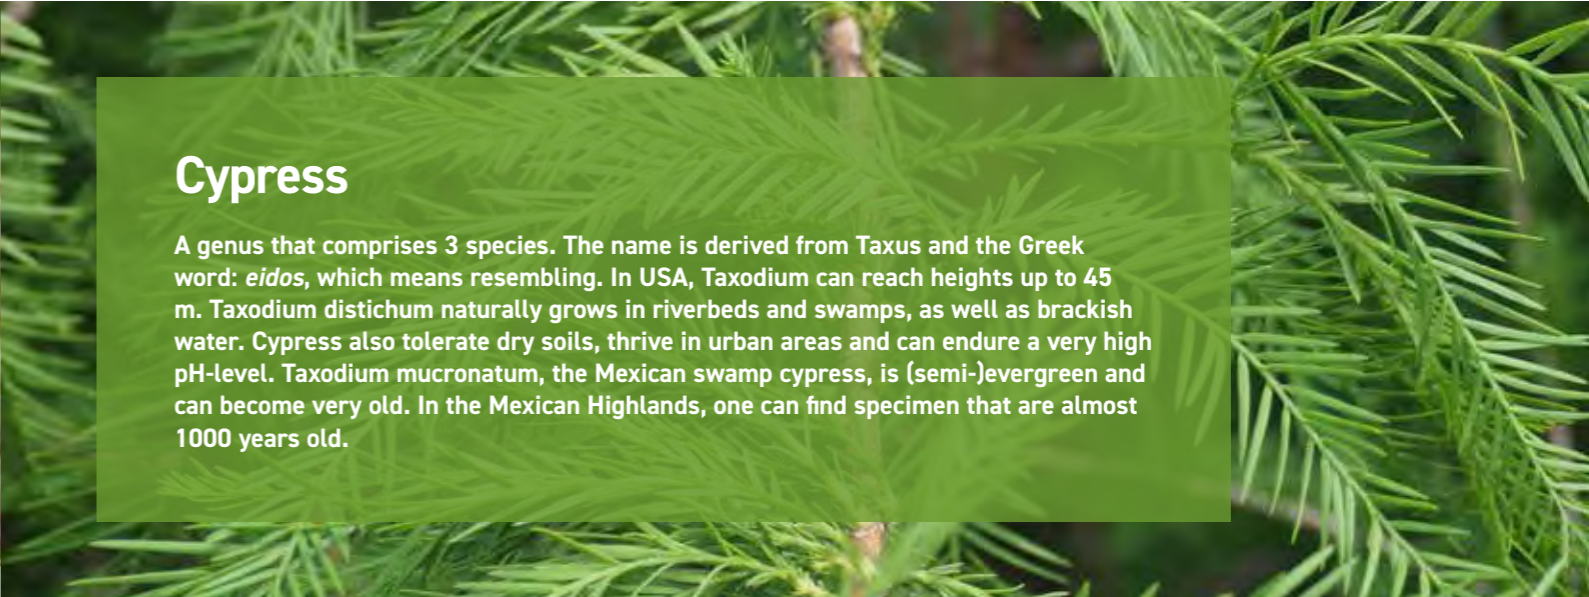 Cypress
A genus that comprises 3 species. The name is derived from Taxus and the Greek
word: eidos, which means resembling. In USA, Taxodium can reach heights up to 45
m. Taxodium distichum naturally grows in riverbeds and swamps, as well as brackish
water. Cypress also tolerate dry soils, thrive in urban areas and can endure a very high
pH-level. Taxodium mucronatum, the Mexican swamp cypress, is (semi-)evergreen and
can become very old. In the Mexican Highlands, one can find specimen that are almost
1000 years old.